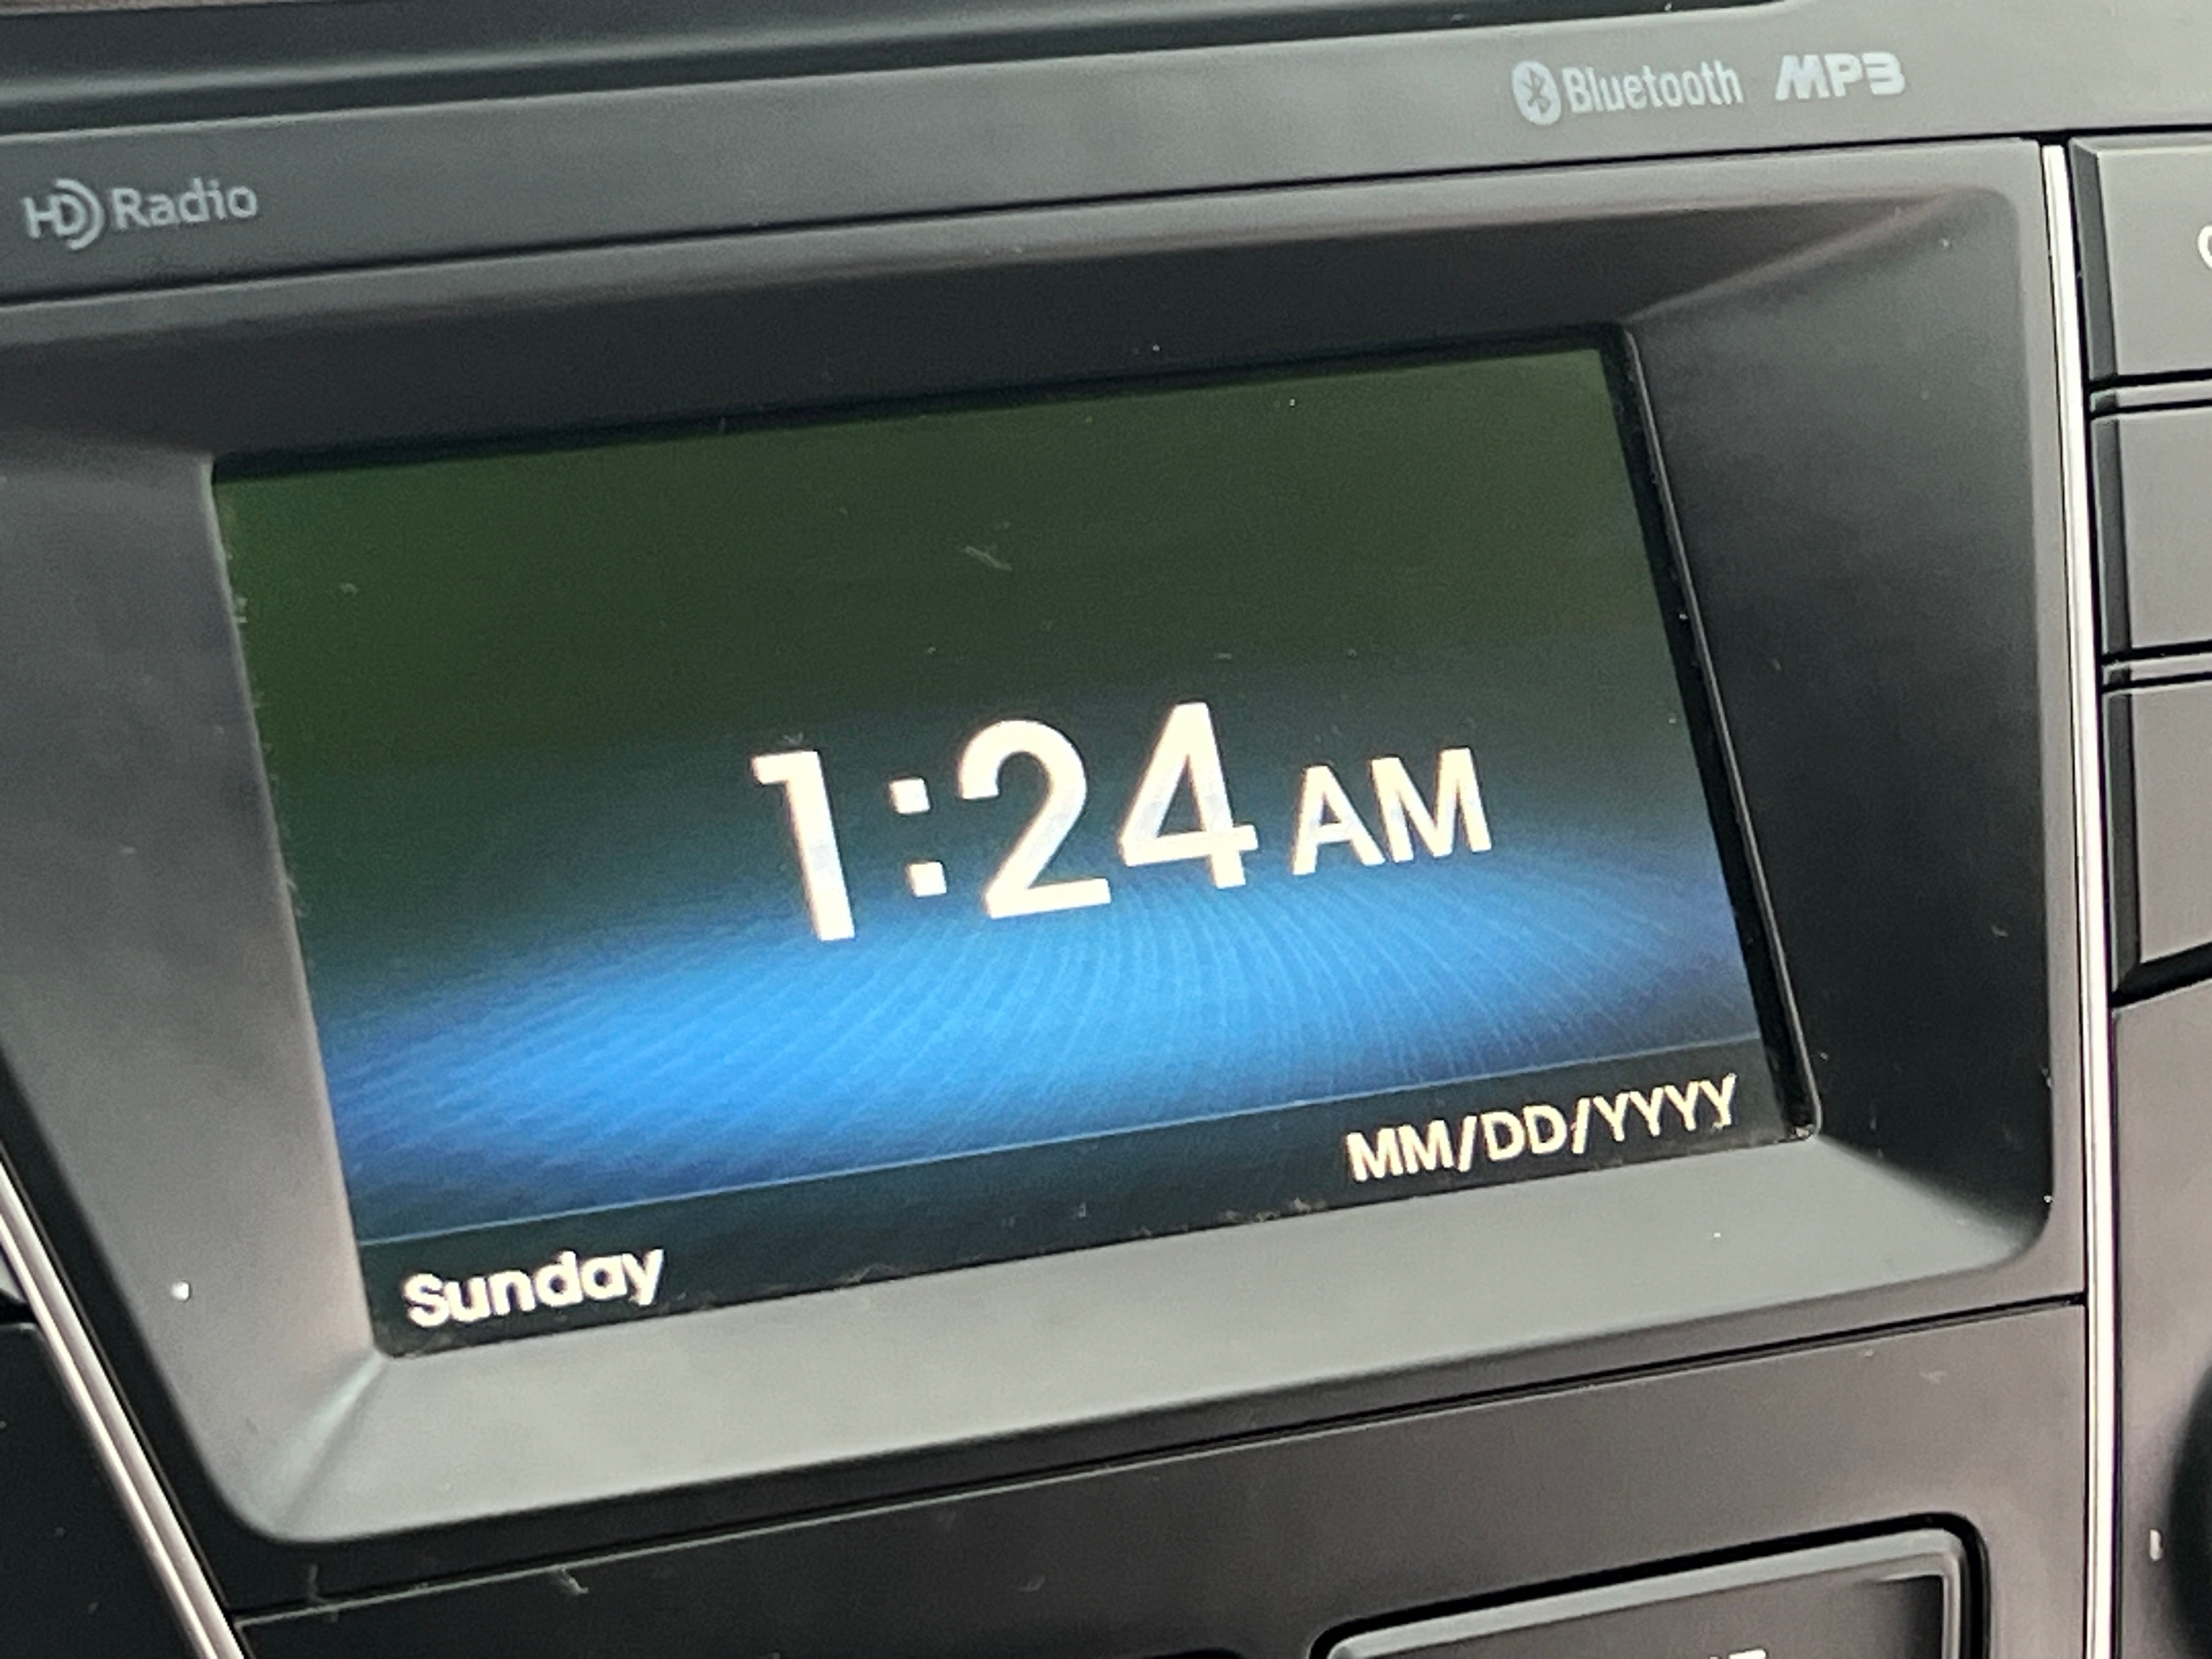 Bluetooth MP3
HD Radio
1:24 AM
MM/DD/YYYY
Sunday